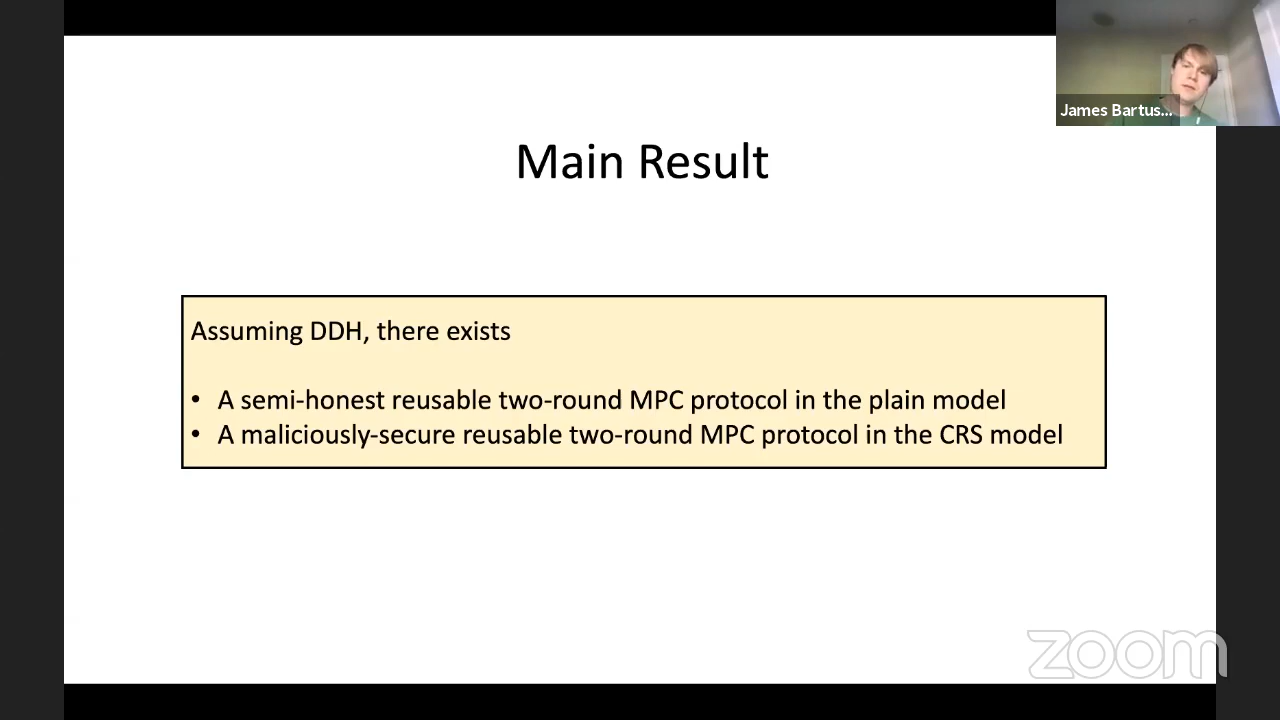 James Bartus...
Main Result
Assuming DDH, there exists
• A semi-honest reusable two-round MPC protocol in the plain model
• A maliciously-secure reusable two-round MPC protocol in the CRS model
zoom